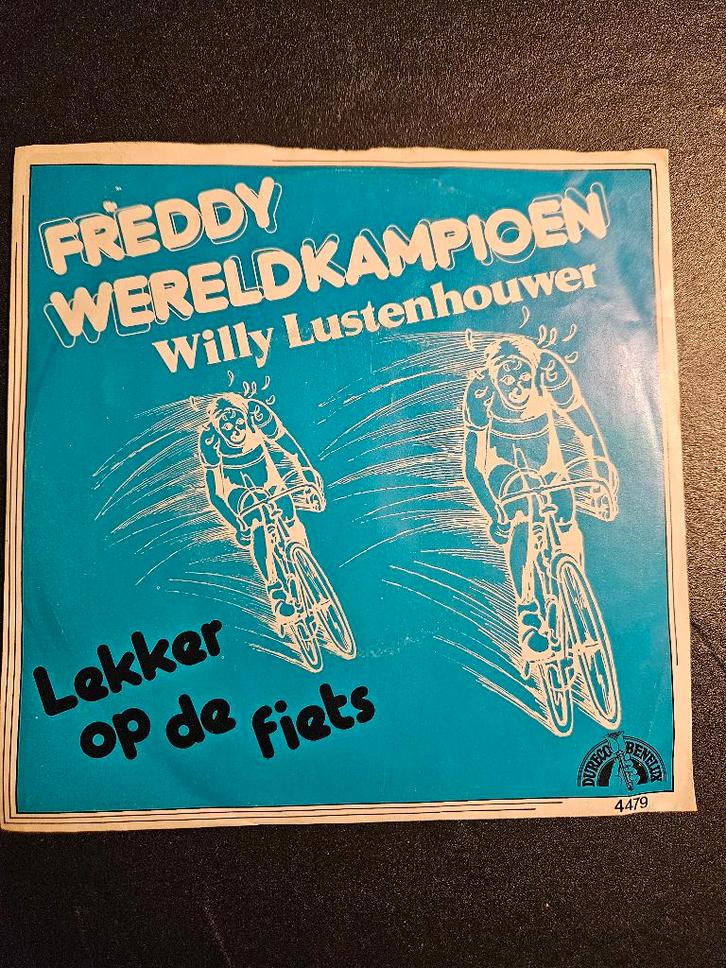 FREDDY
WERELDKAMPIOEN
Willy Lustenhouwer
Lekker
op de fiets
DURECO BENELUX
4479